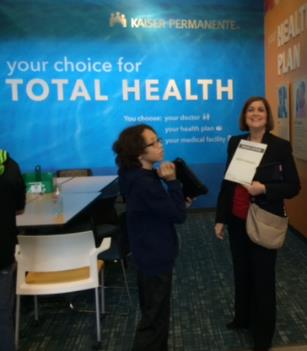 KAISER PERMANENTE
your choice for
TOTAL HEALTH
You choose: your doctor
your health plan
your medical facility
HEALTH
PLAN